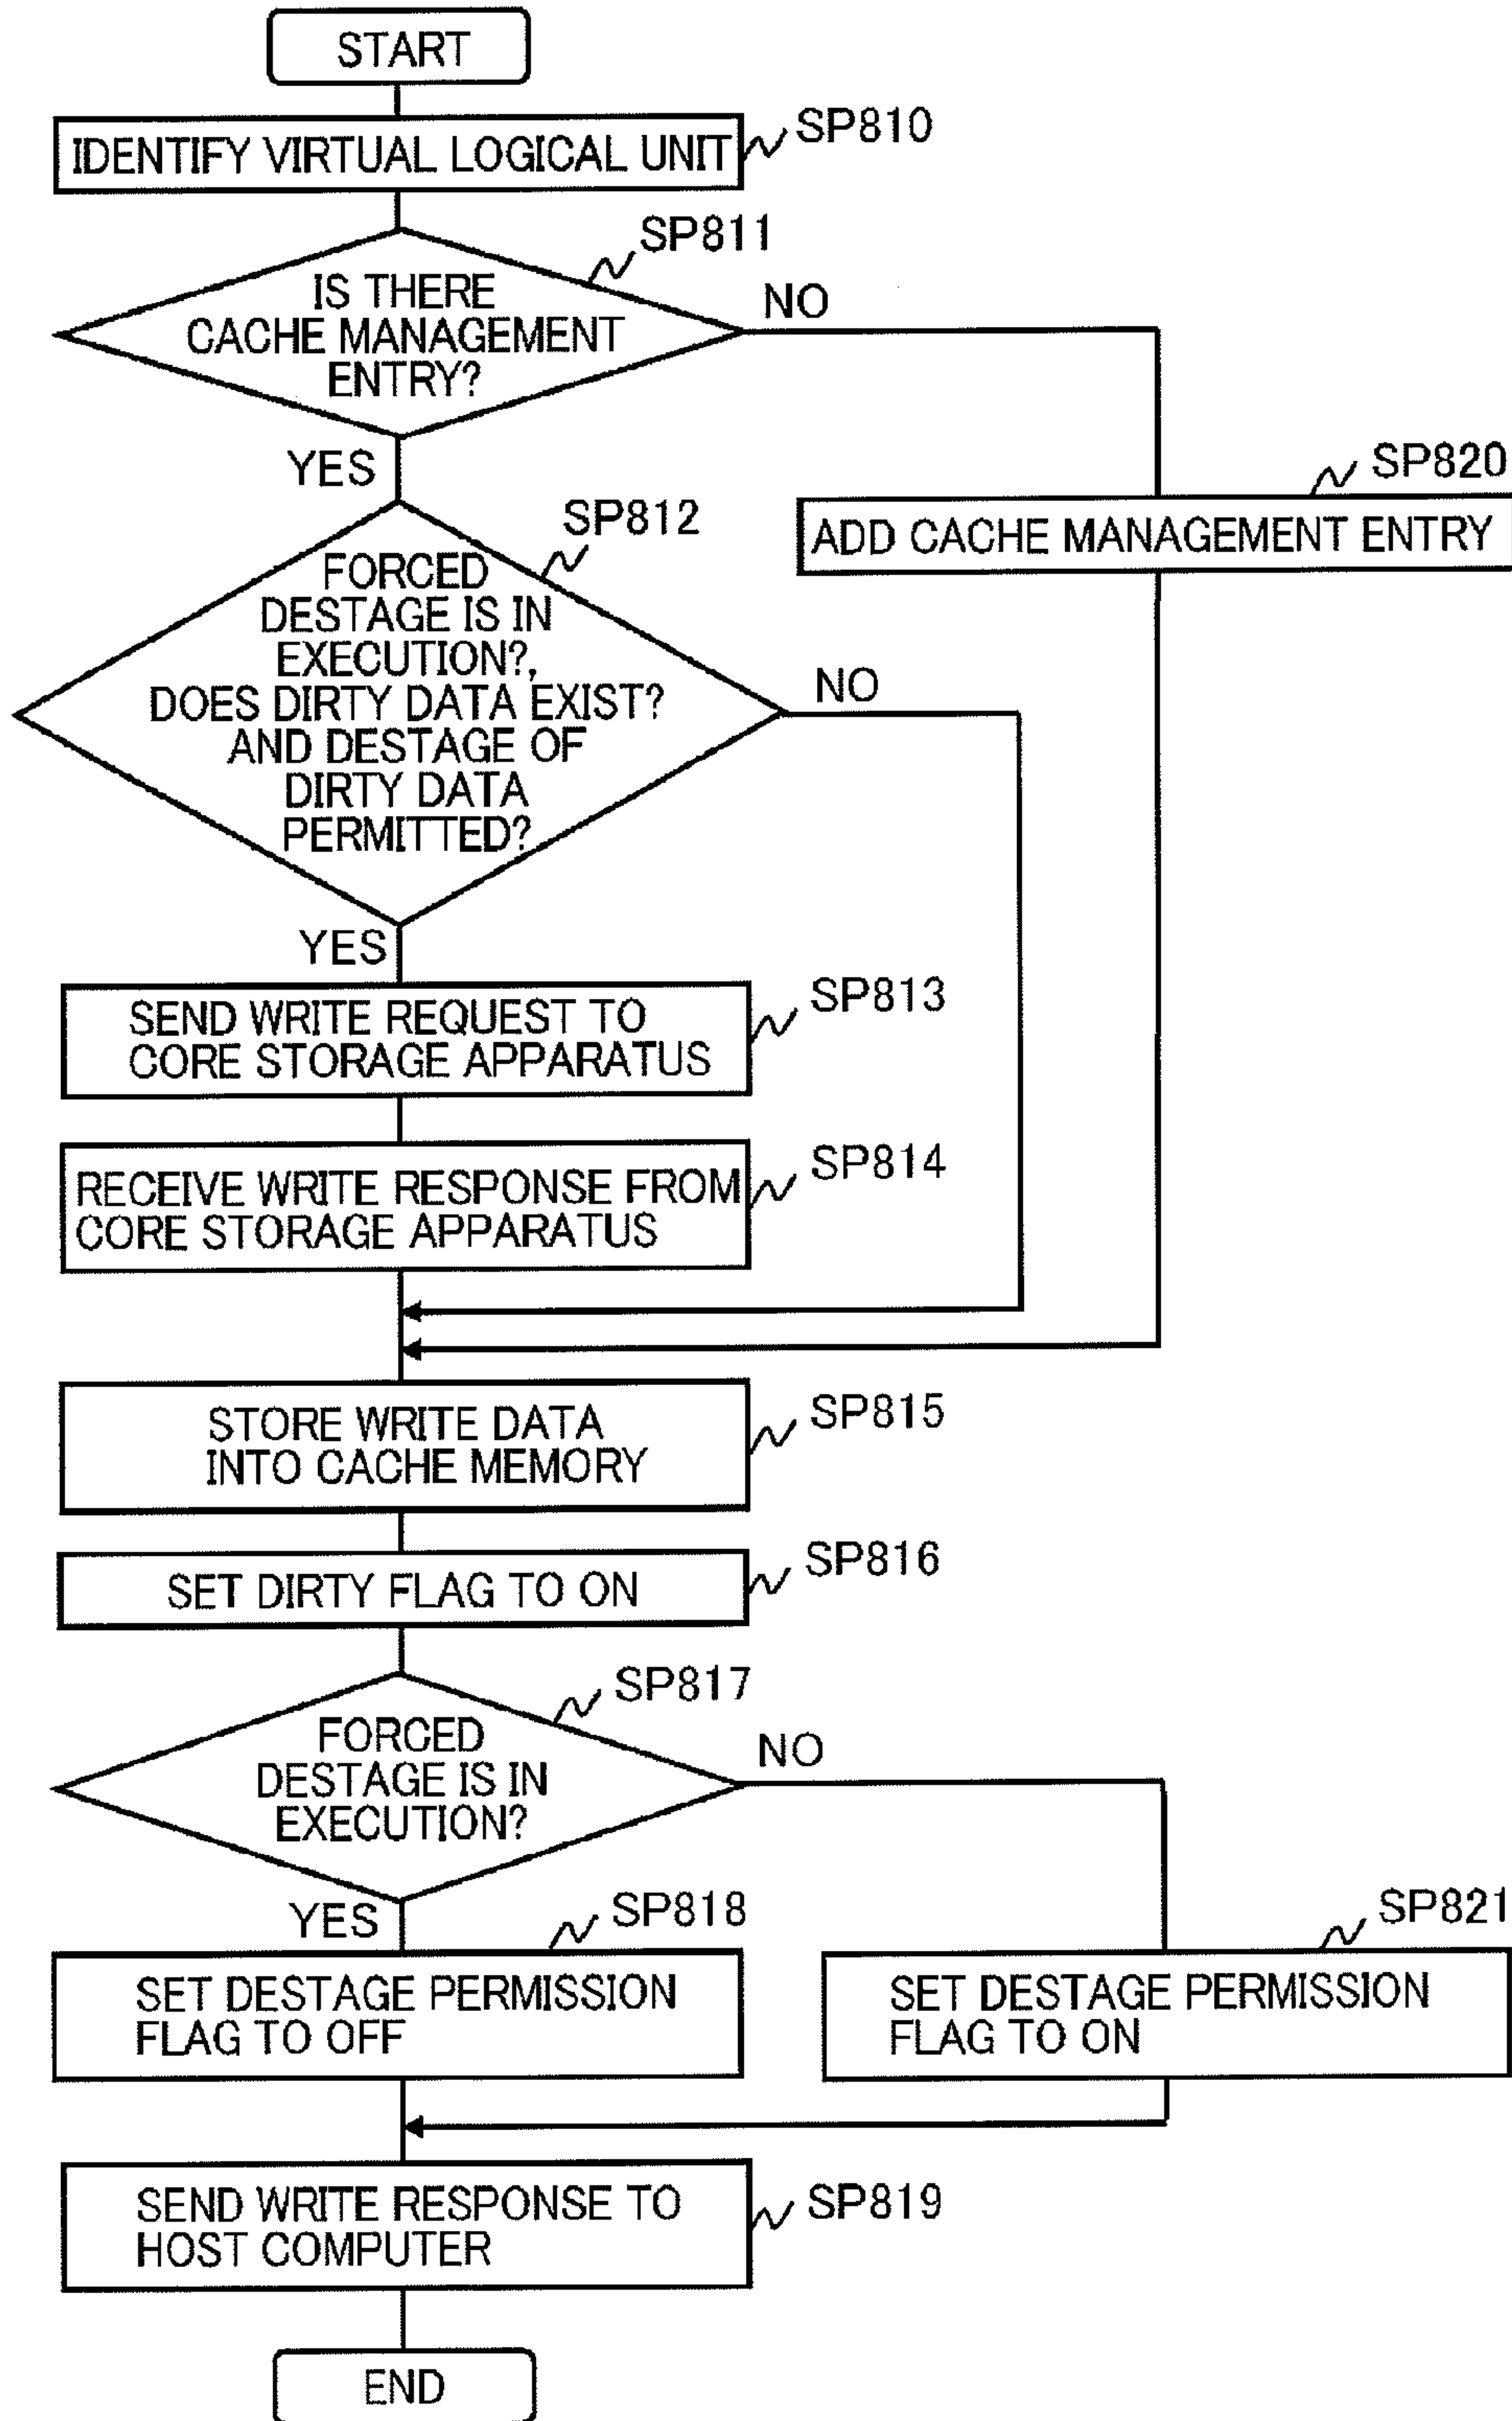 START
IDENTIFY VIRTUAL LOGICAL UNIT
SP810
SP811
IS THERE
CACHE MANAGEMENT
ENTRY?
NO
YES
SP820
ADD CACHE MANAGEMENT ENTRY
SP812
FORCED
DESTAGE IS IN
EXECUTION?,
DOES DIRTY DATA EXIST?
AND DESTAGE OF
DIRTY DATA
PERMITTED?
NO
YES
SP813
SEND WRITE REQUEST TO
CORE STORAGE APPARATUS
SP814
RECEIVE WRITE RESPONSE FROM
CORE STORAGE APPARATUS
SP815
STORE WRITE DATA
INTO CACHE MEMORY
SP816
SET DIRTY FLAG TO ON
SP817
FORCED
DESTAGE IS IN
EXECUTION?
NO
YES
SP818
SET DESTAGE PERMISSION
FLAG TO OFF
SP821
SET DESTAGE PERMISSION
FLAG TO ON
SP819
SEND WRITE RESPONSE TO
HOST COMPUTER
END